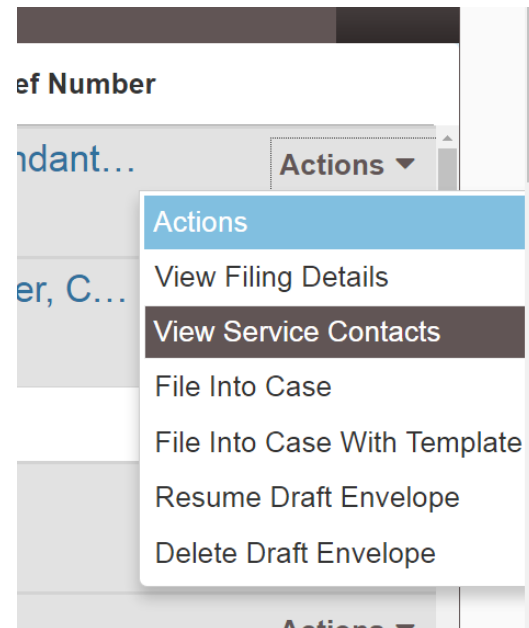 ef Number
ndant...
Actions
Actions
View Filing Details
er, C...
View Service Contacts
File Into Case
File Into Case With Template
Resume Draft Envelope
Delete Draft Envelope
Actions